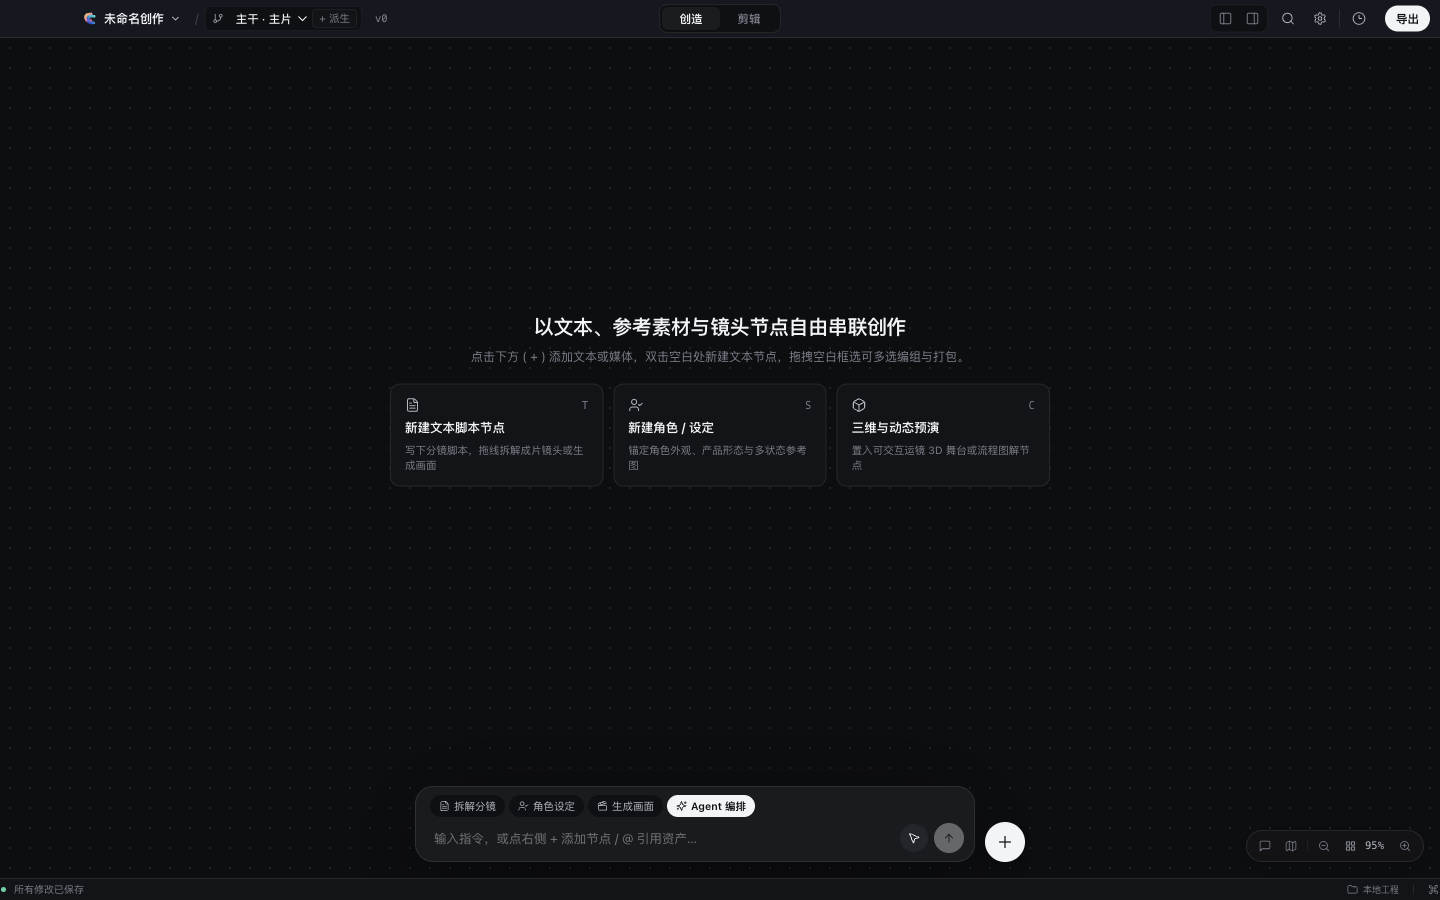 未命名创作
/
主干 · 主片
+ 派生
v0
创造
剪辑
导出
以文本、参考素材与镜头节点自由串联创作
点击下方 ( + ) 添加文本或媒体，双击空白处新建文本节点，拖拽空白框选可多选编组与打包。
T
新建文本脚本节点
写下分镜脚本，拖线拆解成片镜头或生
成画面
S
新建角色 / 设定
锚定角色外观、产品形态与多状态参考
图
C
三维与动态预演
置入可交互运镜 3D 舞台或流程图解节
点
拆解分镜
角色设定
生成画面
Agent 编排
输入指令，或点右侧 + 添加节点 / @ 引用资产...
95%
所有修改已保存
本地工程
⌘